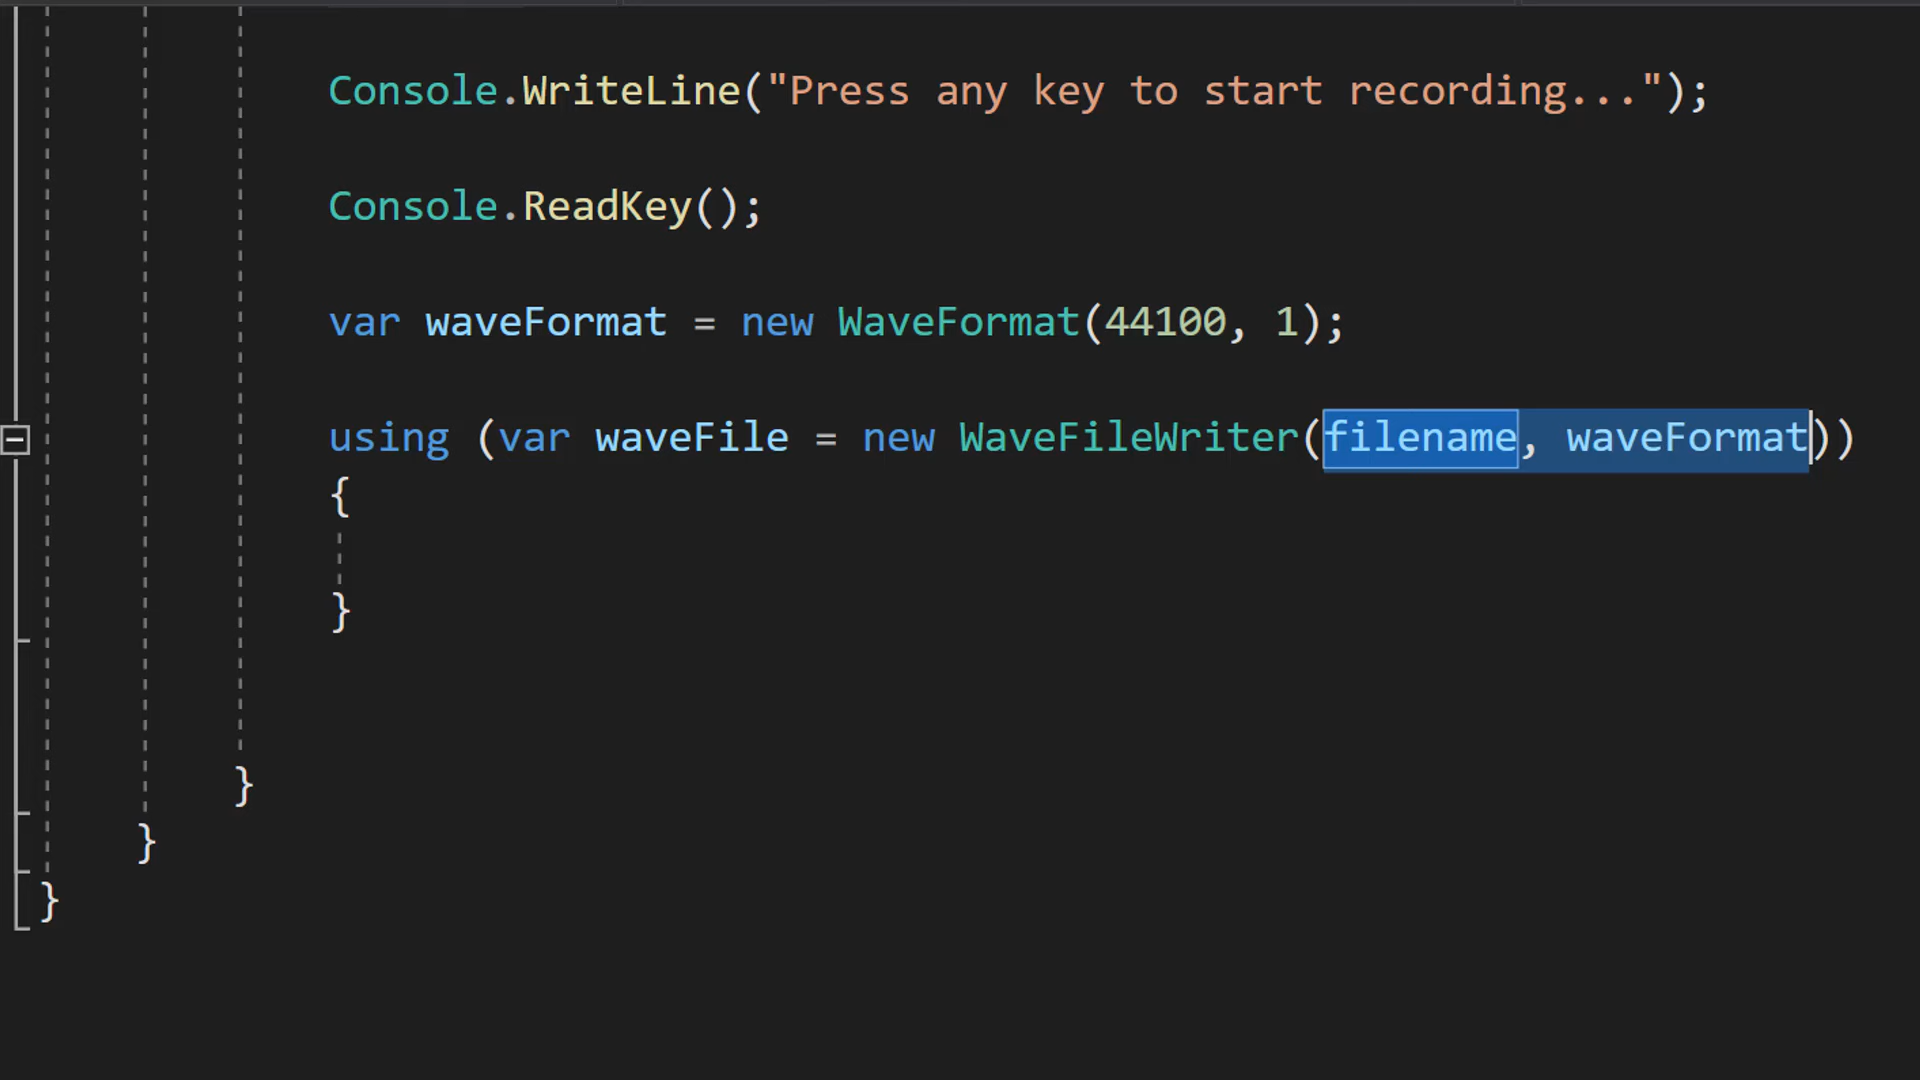 Console.WriteLine("Press any key to start recording...");
Console.ReadKey();
var waveFormat = new WaveFormat(44100, 1);
using (var waveFile = new WaveFileWriter(filename, waveFormat))
{
}
}
}
}